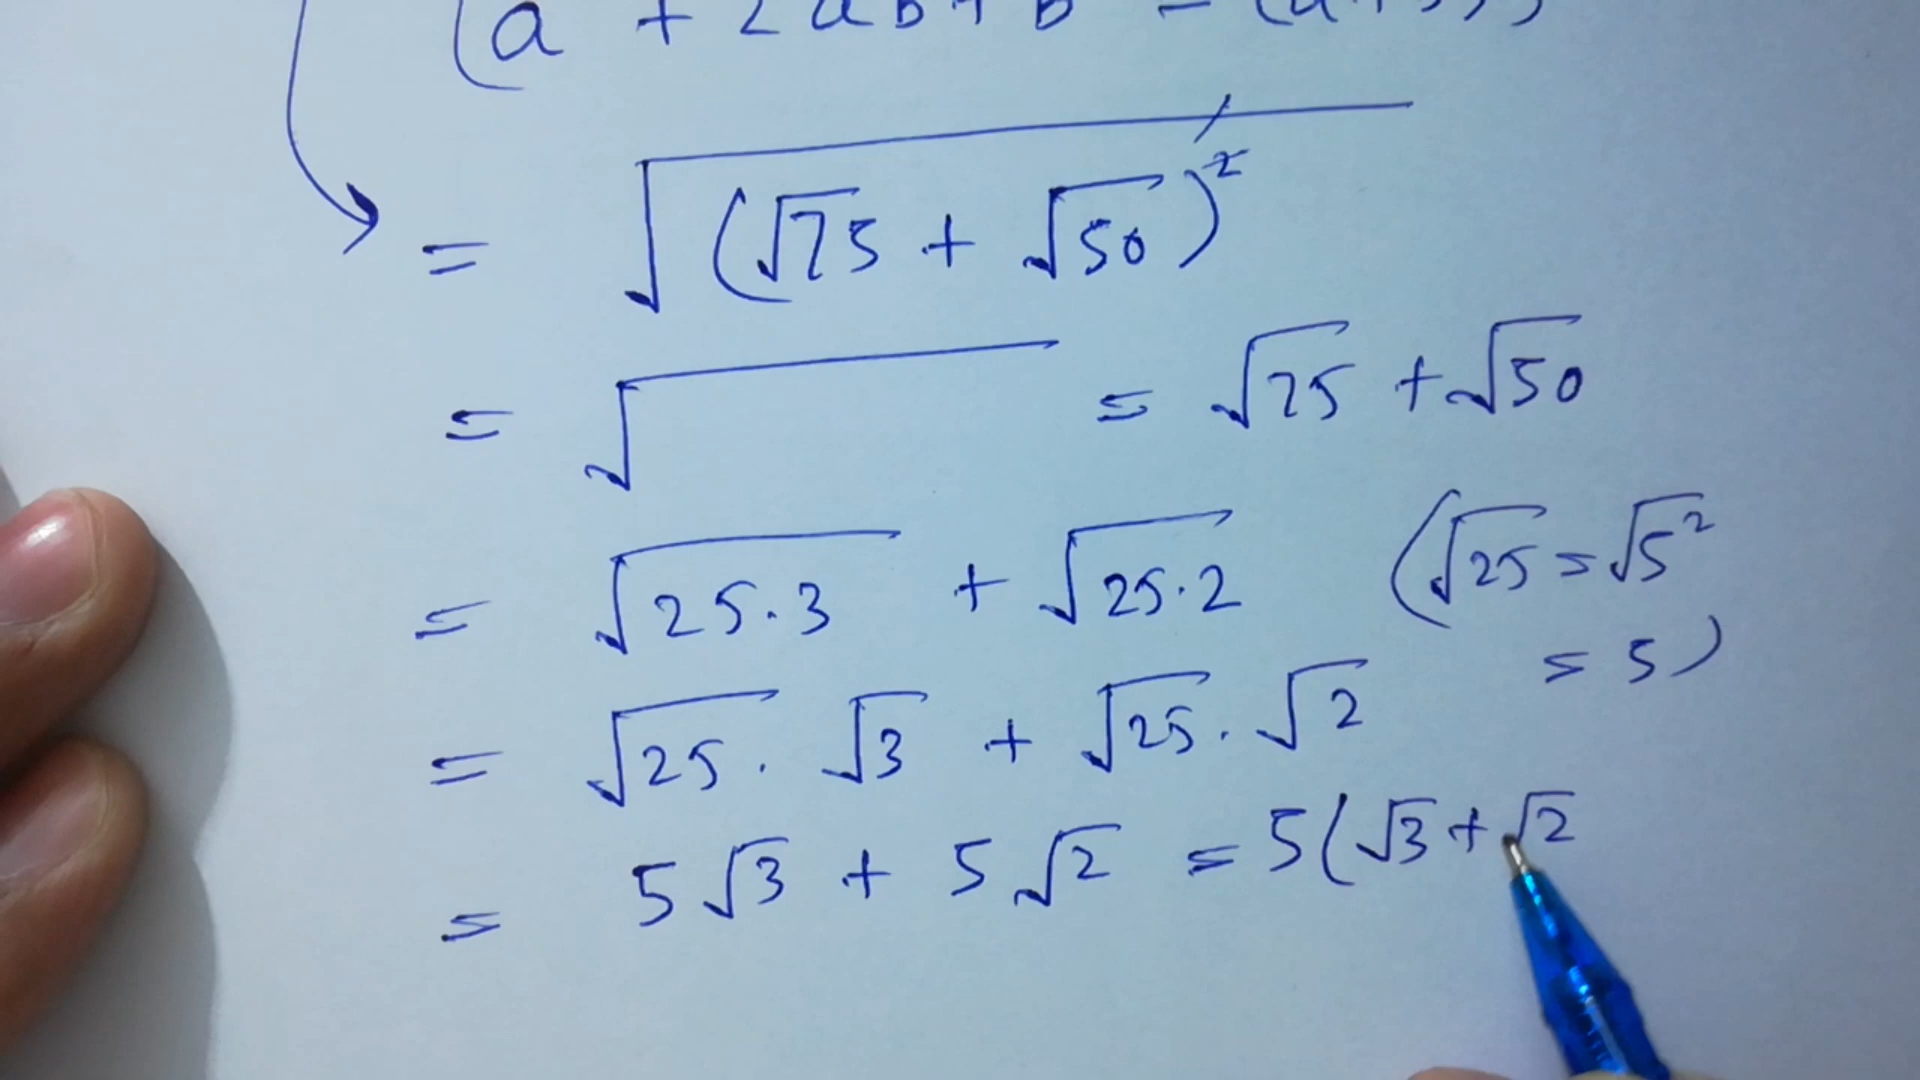 (a + 2ab + b = (a+b))
= √(√75 + √50)²
= √ = √75 + √50
= √25·3 + √25·2 (√25 = √5²
= 5)
= √25 · √3 + √25 · √2
= 5√3 + 5√2 = 5(√3 + √2